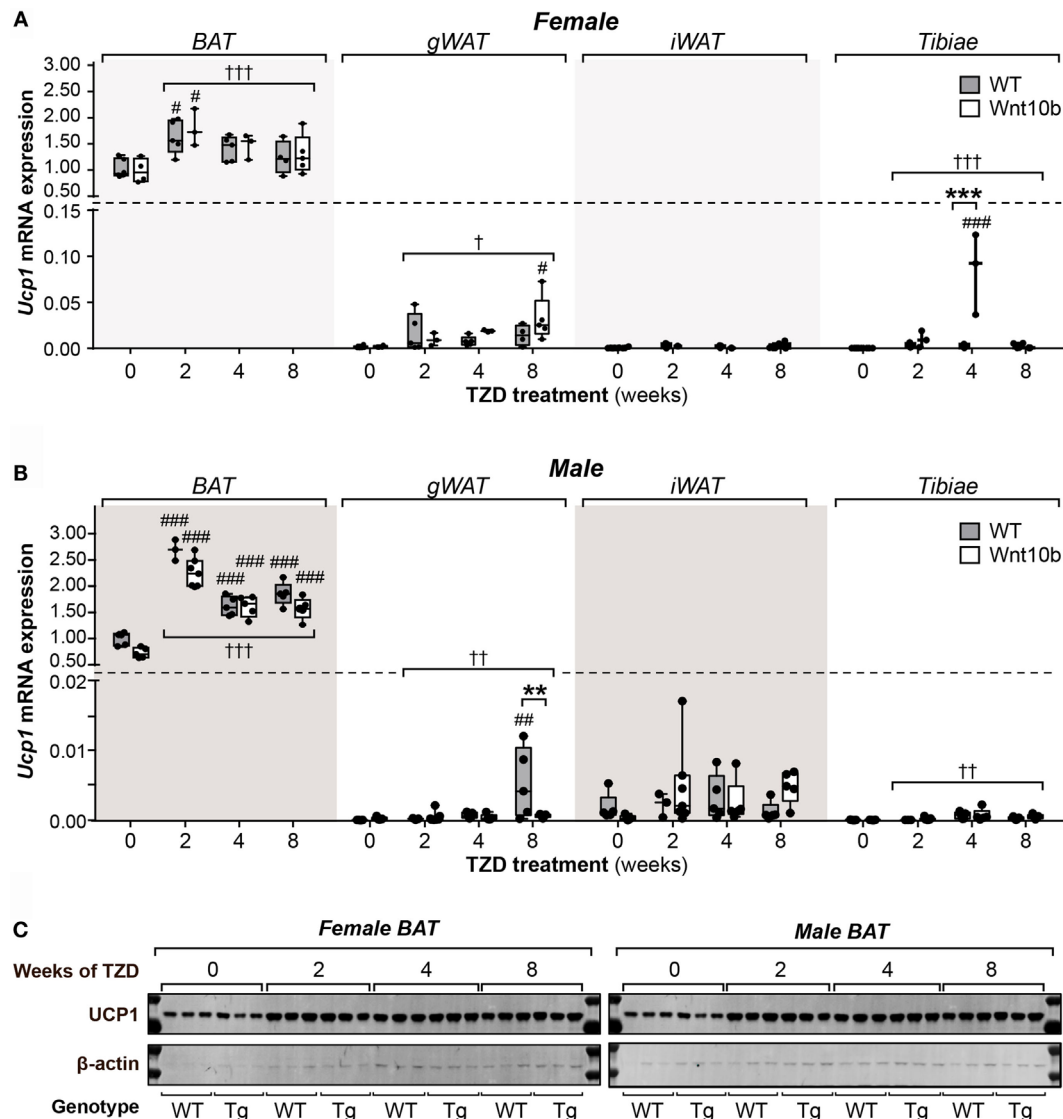 A
Female
BAT gWAT iWAT Tibiae
Ucp1 mRNA expression
3.00
2.50
2.00
1.50
1.00
0.50
0.15
0.10
0.05
0.00
†††
# #
†
#
†††
***
###
WT
Wnt10b
0 2 4 8 0 2 4 8 0 2 4 8 0 2 4 8
TZD treatment (weeks)
B
Male
BAT gWAT iWAT Tibiae
Ucp1 mRNA expression
3.00
2.50
2.00
1.50
1.00
0.50
0.02
0.01
0.00
###
###
###
###
###
###
†††
††
**
##
††
WT
Wnt10b
0 2 4 8 0 2 4 8 0 2 4 8 0 2 4 8
TZD treatment (weeks)
C
Female BAT Male BAT
Weeks of TZD 0 2 4 8 0 2 4 8
UCP1
β-actin
Genotype WT Tg WT Tg WT Tg WT Tg WT Tg WT Tg WT Tg WT Tg